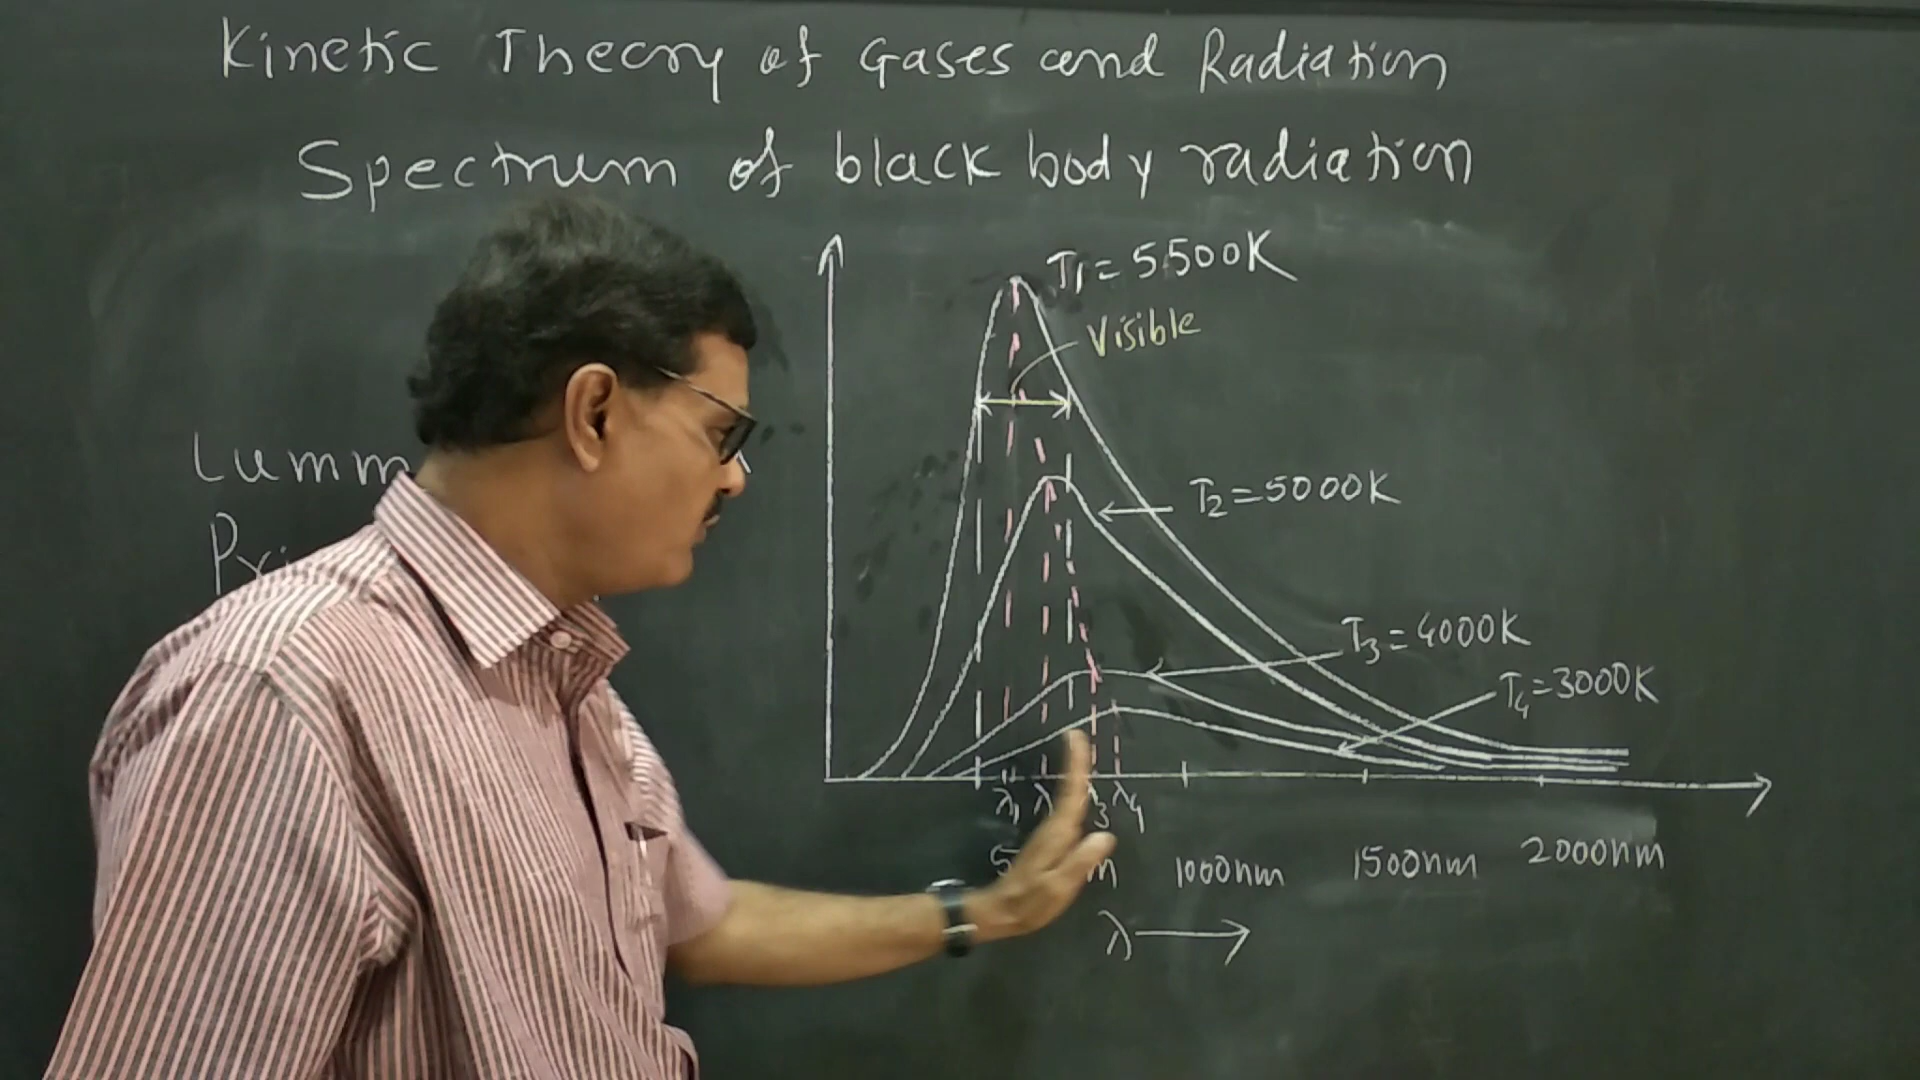 Kinetic Theory of Gases and Radiation
Spectrum of black body radiation
T1 = 5500K
Visible
T2 = 5000K
T3 = 4000K
T4 = 3000K
λ1 λ λ3 λ4
1000nm 1500nm 2000nm
λ